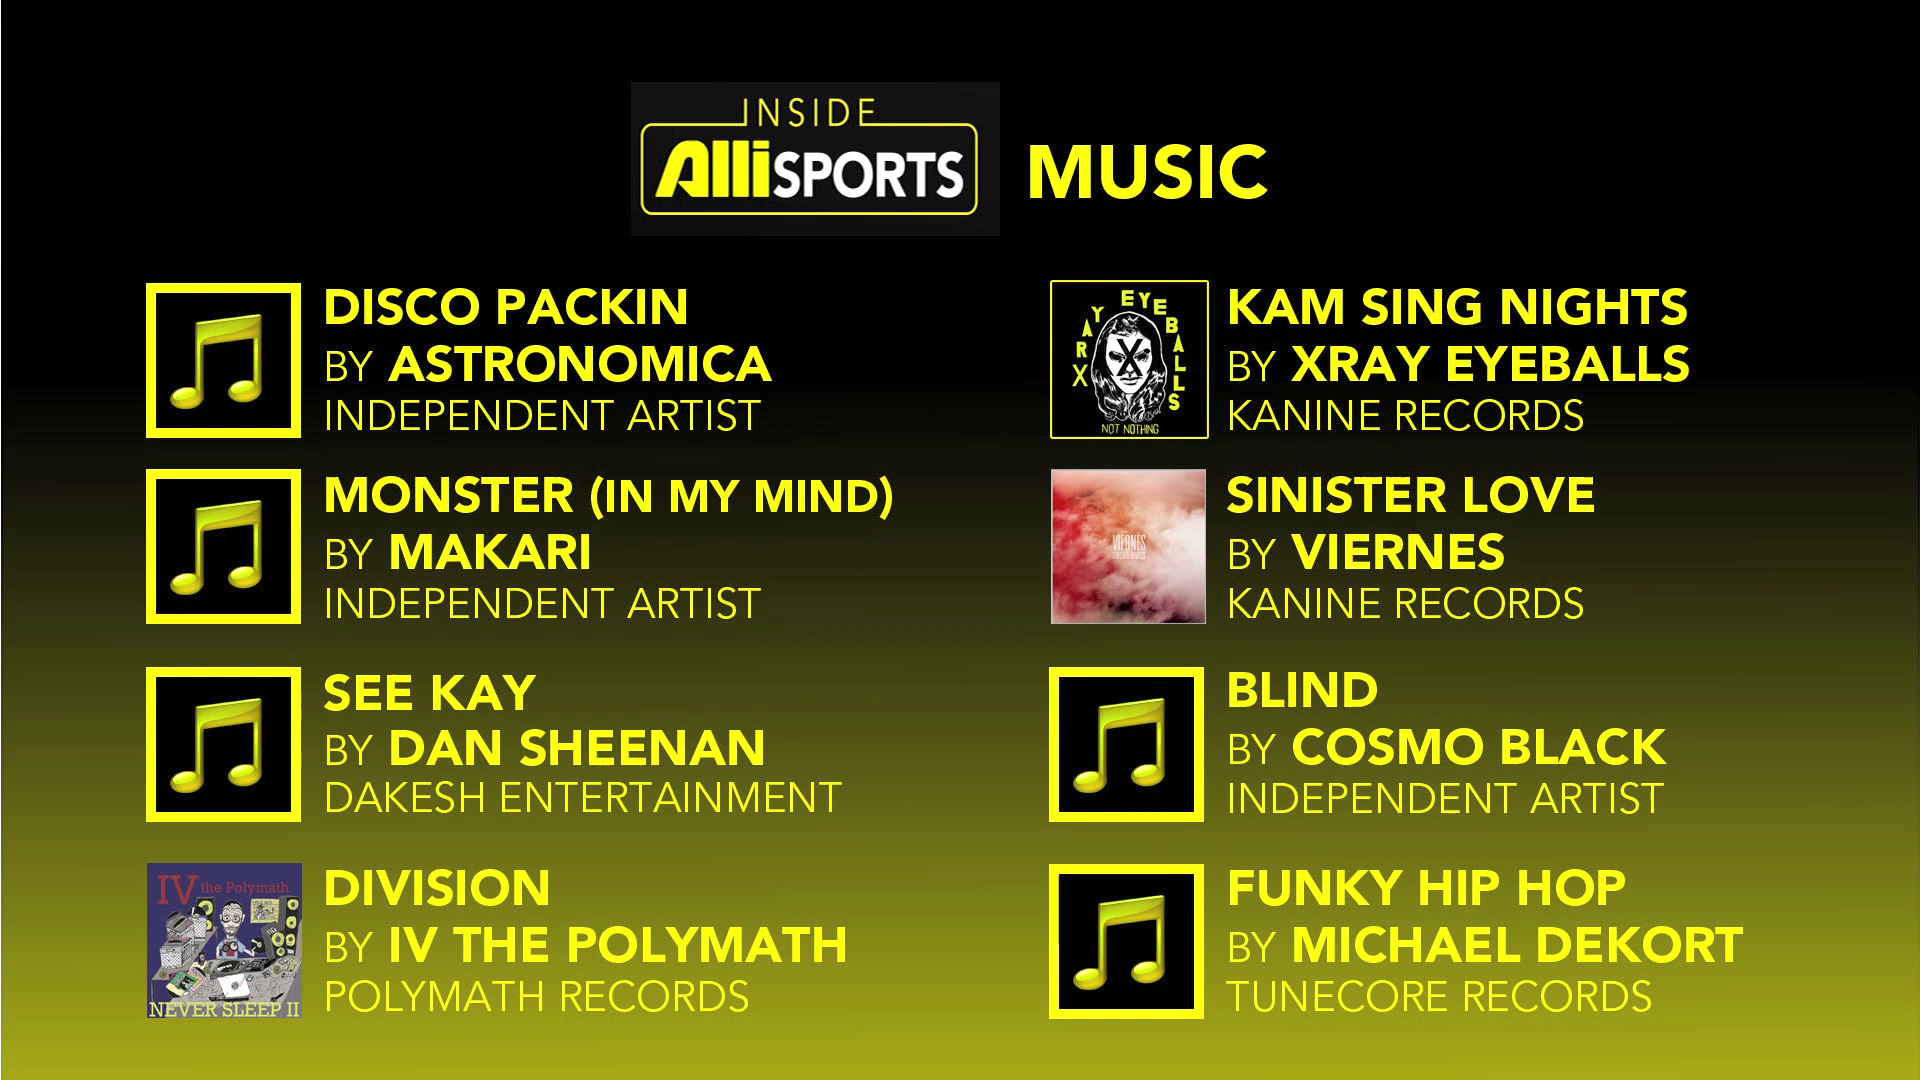 INSIDE
AlliSPORTS
MUSIC
DISCO PACKIN
BY ASTRONOMICA
INDEPENDENT ARTIST
MONSTER (IN MY MIND)
BY MAKARI
INDEPENDENT ARTIST
SEE KAY
BY DAN SHEENAN
DAKESH ENTERTAINMENT
IV the Polymath
NEVER SLEEP II
DIVISION
BY IV THE POLYMATH
POLYMATH RECORDS
XRAY EYEBALLS
X
NOT NOTHING
KAM SING NIGHTS
BY XRAY EYEBALLS
KANINE RECORDS
VIERNES
SINISTER LOVE
BY VIERNES
KANINE RECORDS
BLIND
BY COSMO BLACK
INDEPENDENT ARTIST
FUNKY HIP HOP
BY MICHAEL DEKORT
TUNECORE RECORDS